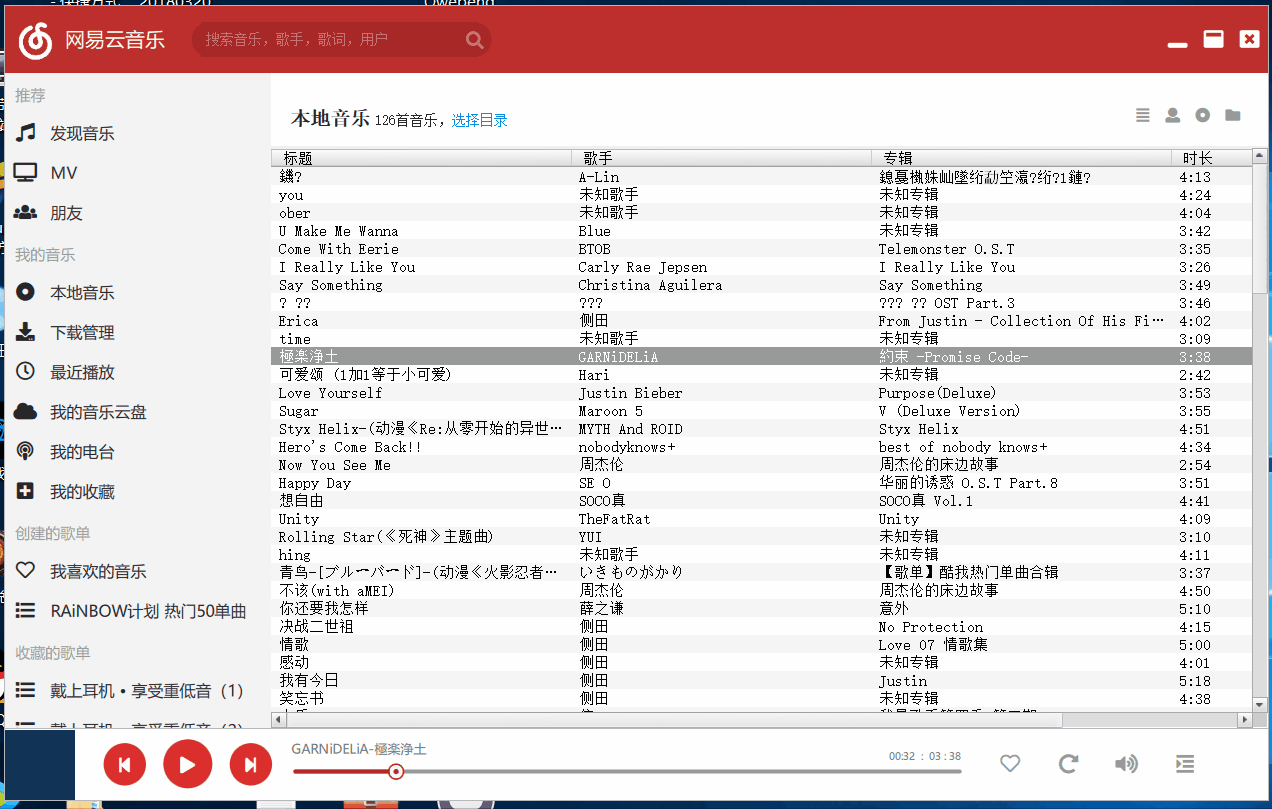 网易云音乐
搜索音乐，歌手，歌词，用户
推荐
发现音乐
MV
朋友
我的音乐
本地音乐
下载管理
最近播放
我的音乐云盘
我的电台
我的收藏
创建的歌单
我喜欢的音乐
RAiNBOW计划 热门50单曲
收藏的歌单
戴上耳机 • 享受重低音（1）
本地音乐 126首音乐，选择目录
标题 歌手 专辑 时长
A-Lin 4:13
you 未知歌手 未知专辑 4:24
ober 未知歌手 未知专辑 4:04
U Make Me Wanna Blue 未知专辑 3:42
Come With Eerie BTOB Telemonster O.S.T 3:35
I Really Like You Carly Rae Jepsen I Really Like You 3:26
Say Something Christina Aguilera Say Something 3:49
? ?? ??? ??? ?? OST Part.3 3:46
Erica 侧田 From Justin - Collection Of His Fi… 4:02
time 未知歌手 未知专辑 3:09
極楽浄土 GARNiDELiA 約束 -Promise Code- 3:38
可爱颂 (1加1等于小可爱) Hari 未知专辑 2:42
Love Yourself Justin Bieber Purpose(Deluxe) 3:53
Sugar Maroon 5 V (Deluxe Version) 3:55
Styx Helix-(动漫《Re:从零开始的异世… MYTH And ROID Styx Helix 4:51
Hero's Come Back!! nobodyknows+ best of nobody knows+ 4:34
Now You See Me 周杰伦 周杰伦的床边故事 2:54
Happy Day SE O 华丽的诱惑 O.S.T Part.8 3:51
想自由 SOCO真 SOCO真 Vol.1 4:41
Unity TheFatRat Unity 4:09
Rolling Star(《死神》主题曲) YUI 未知专辑 3:10
hing 未知歌手 未知专辑 4:11
青鸟-[ブルーバード]-(动漫《火影忍者… いきものがかり 【歌单】酷我热门单曲合辑 3:37
不该(with aMEI) 周杰伦 周杰伦的床边故事 4:50
你还要我怎样 薛之谦 意外 5:10
决战二世祖 侧田 No Protection 4:15
情歌 侧田 Love 07 情歌集 5:00
感动 侧田 未知专辑 4:01
我有今日 侧田 Justin 5:18
笑忘书 侧田 未知专辑 4:38
GARNiDELiA-極楽浄土
00:32 : 03:38